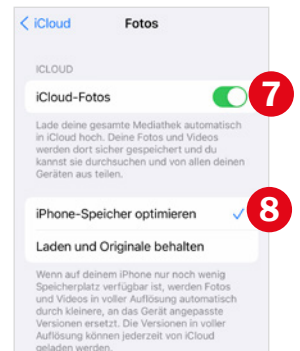 iCloud Fotos
ICLOUD
iCloud-Fotos 7
Lade deine gesamte Mediathek automatisch
in iCloud hoch. Deine Fotos und Videos
werden dort sicher gespeichert und du
kannst sie durchsuchen und von allen deinen
Geräten aus teilen.
iPhone-Speicher optimieren 8
Laden und Originale behalten
Wenn auf deinem iPhone nur noch wenig
Speicherplatz verfügbar ist, werden Fotos
und Videos in voller Auflösung automatisch
durch kleinere, an das Gerät angepasste
Versionen ersetzt. Die Versionen in voller
Auflösung können jederzeit von iCloud
geladen werden.